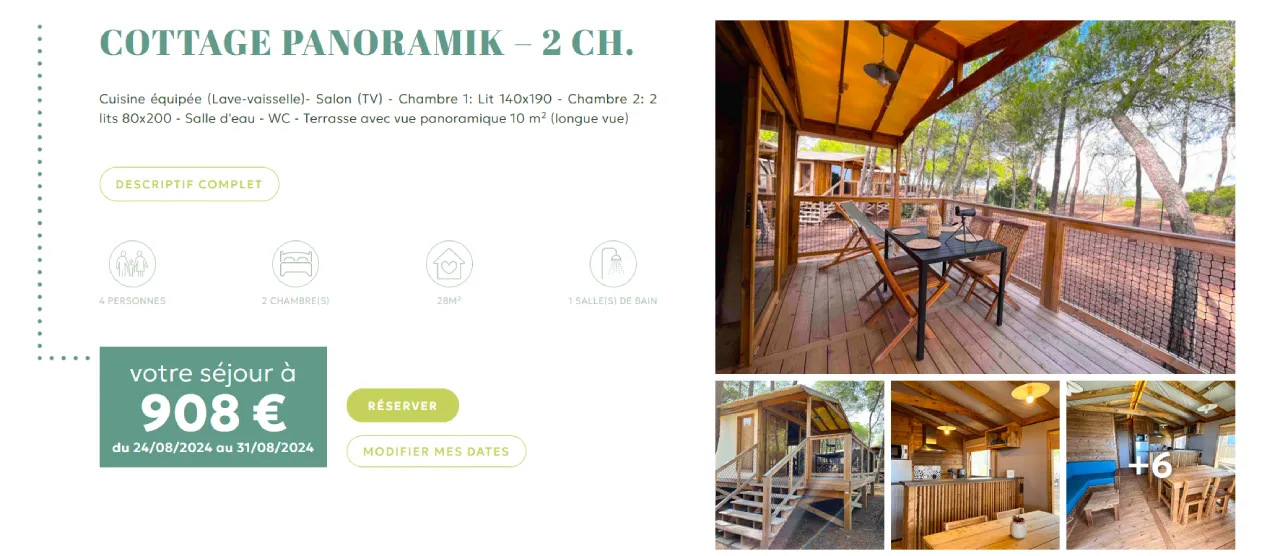 COTTAGE PANORAMIK – 2 CH.
Cuisine équipée (Lave-vaisselle)- Salon (TV) - Chambre 1: Lit 140x190 - Chambre 2: 2
lits 80x200 - Salle d'eau - WC - Terrasse avec vue panoramique 10 m² (longue vue)
DESCRIPTIF COMPLET
4 PERSONNES
2 CHAMBRE(S)
28M²
1 SALLE(S) DE BAIN
votre séjour à
908 €
du 24/08/2024 au 31/08/2024
RÉSERVER
MODIFIER MES DATES
+6